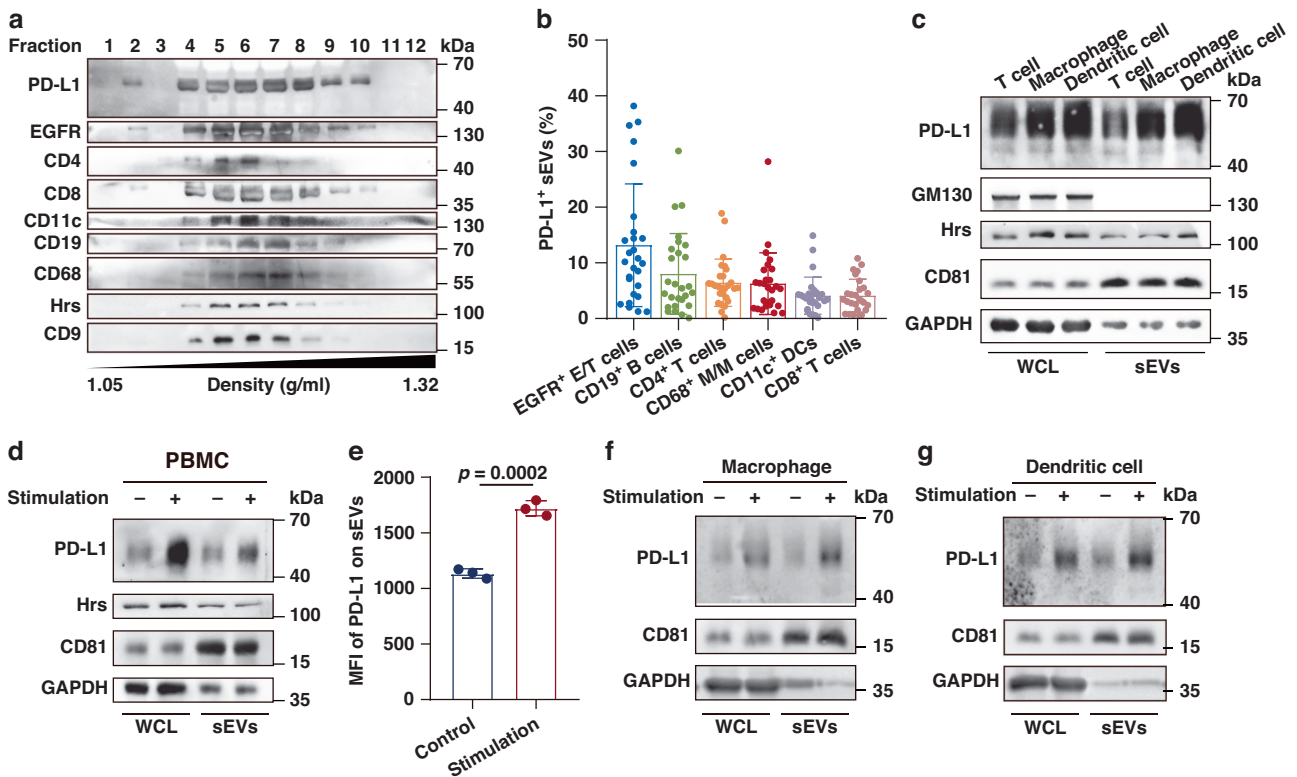 a
Fraction 1 2 3 4 5 6 7 8 9 10 11 12 kDa
PD-L1
70
40
EGFR
130
CD4
40
CD8
35
CD11c
130
CD19
70
CD68
55
Hrs
100
CD9
15
1.05 Density (g/ml) 1.32
b
PD-L1⁺ sEVs (%)
50
40
30
20
10
0
EGFR⁺ E/T cells
CD19⁺ B cells
CD4⁺ T cells
CD68⁺ M/M cells
CD11c⁺ DCs
CD8⁺ T cells
c
T cell Macrophage Dendritic cell T cell Macrophage Dendritic cell kDa
PD-L1
70
40
GM130
130
Hrs
100
CD81
15
GAPDH
35
WCL sEVs
d
PBMC
Stimulation – + – + kDa
PD-L1
70
40
Hrs
100
CD81
15
GAPDH
35
WCL sEVs
e
MFI of PD-L1 on sEVs
2000
1500
1000
500
0
p = 0.0002
Control
Stimulation
f
Macrophage
Stimulation – + – + kDa
PD-L1
70
40
CD81
15
GAPDH
35
WCL sEVs
g
Dendritic cell
Stimulation – + – + kDa
PD-L1
70
40
CD81
15
GAPDH
35
WCL sEVs